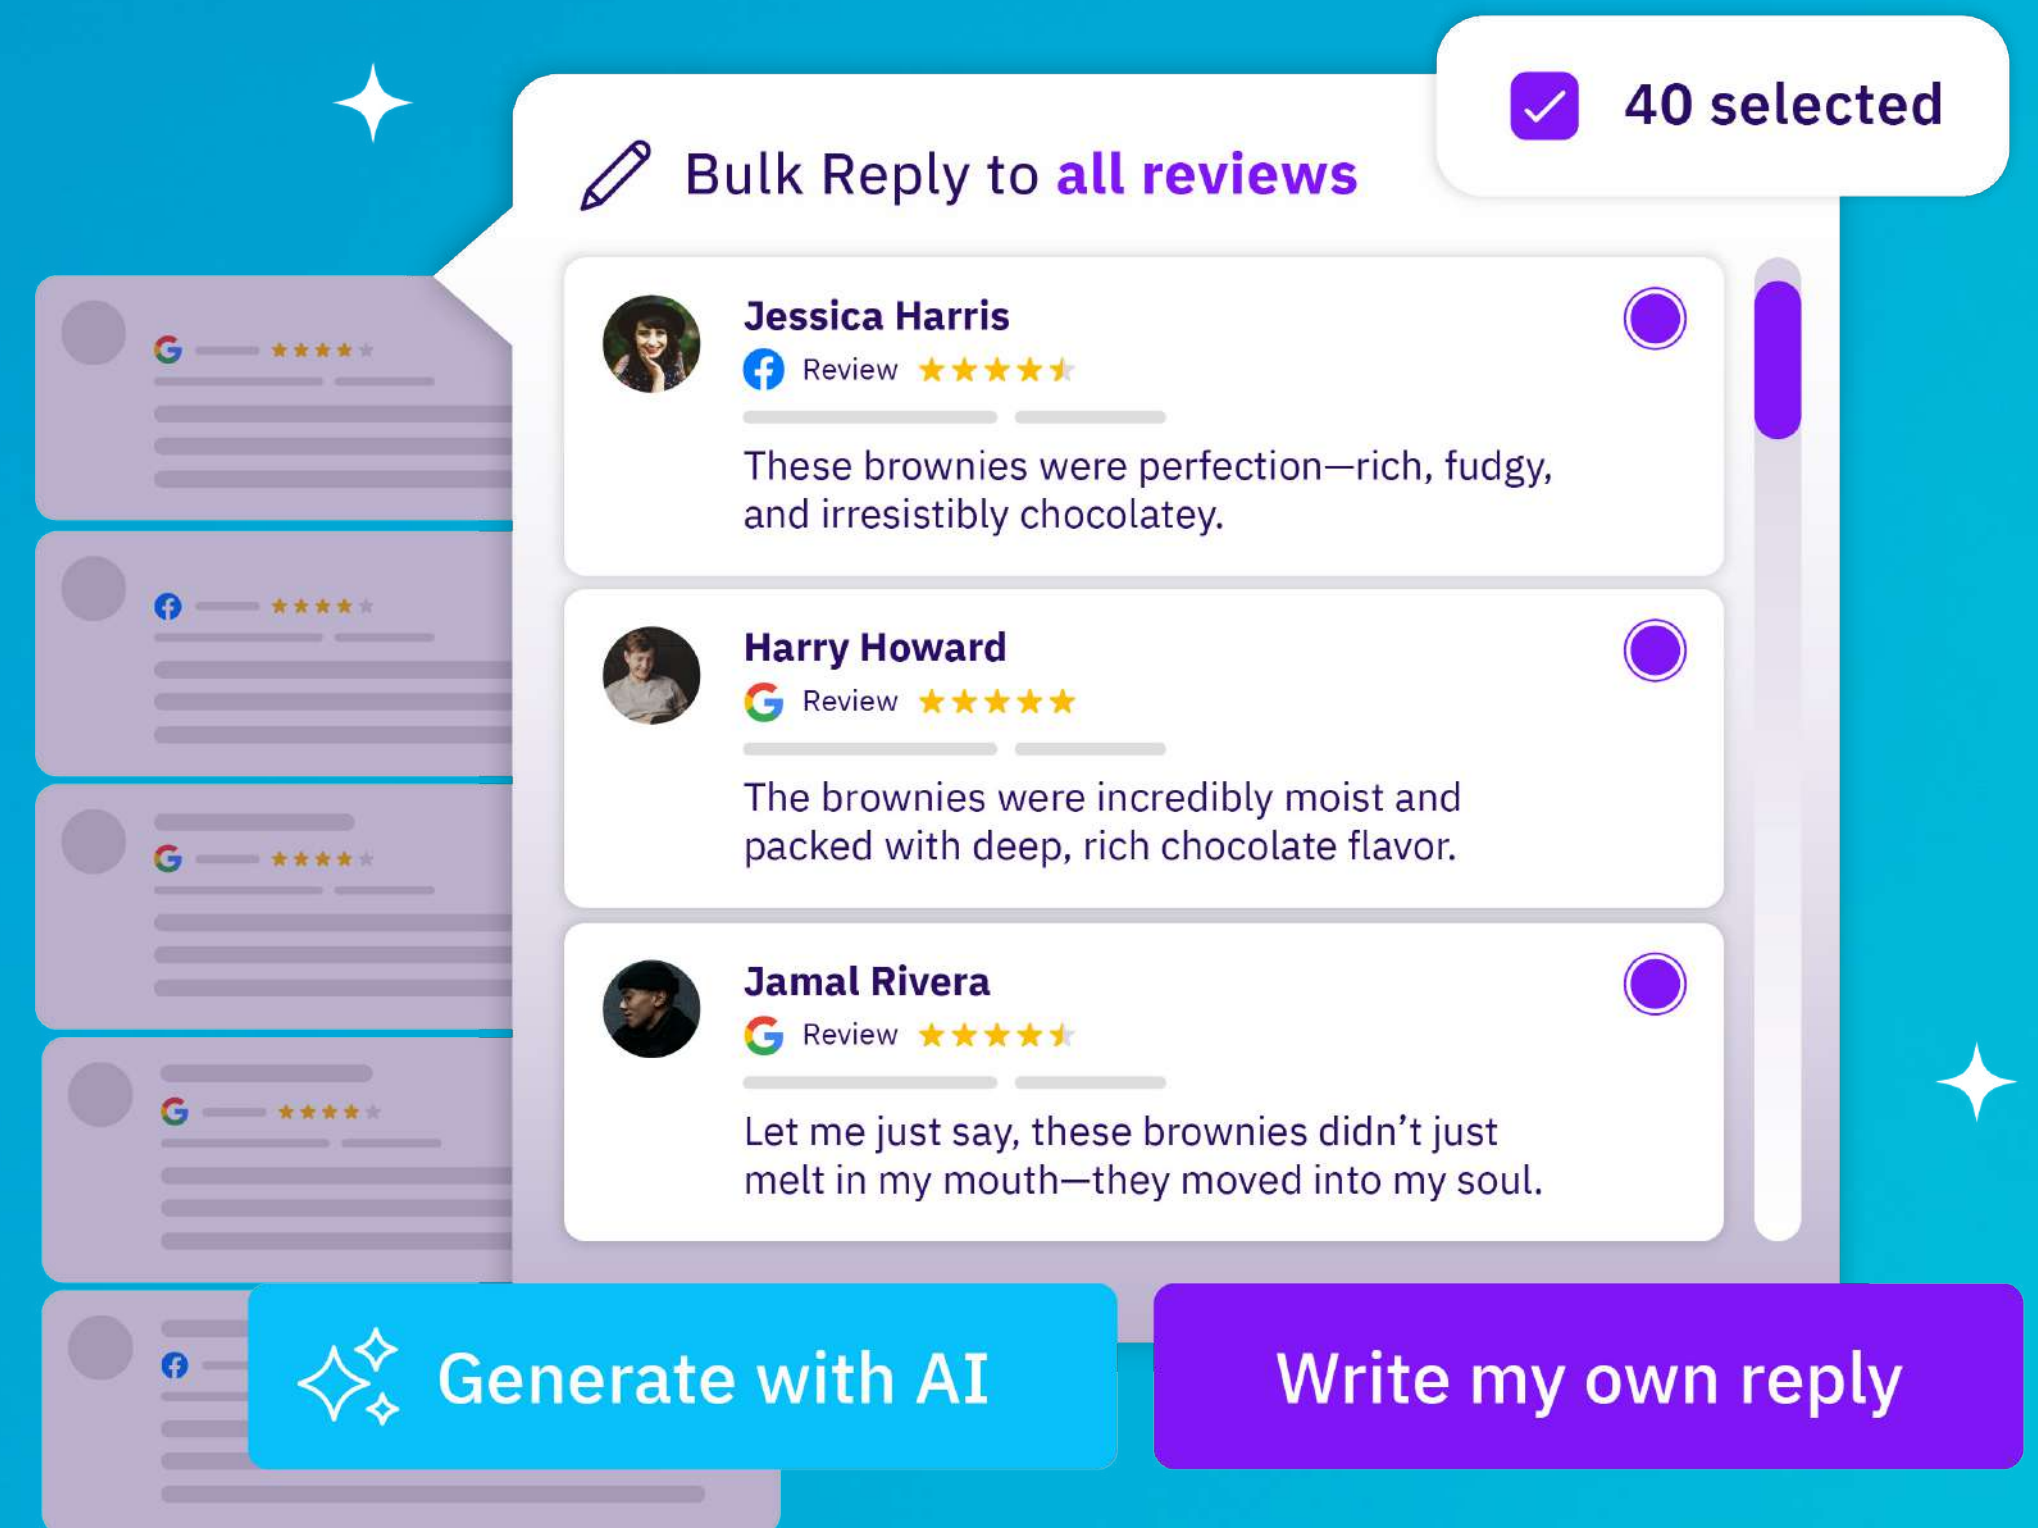 40 selected
Bulk Reply to all reviews
Jessica Harris
Review
These brownies were perfection—rich, fudgy,
and irresistibly chocolatey.
Harry Howard
Review
The brownies were incredibly moist and
packed with deep, rich chocolate flavor.
Jamal Rivera
Review
Let me just say, these brownies didn’t just
melt in my mouth—they moved into my soul.
Generate with AI
Write my own reply